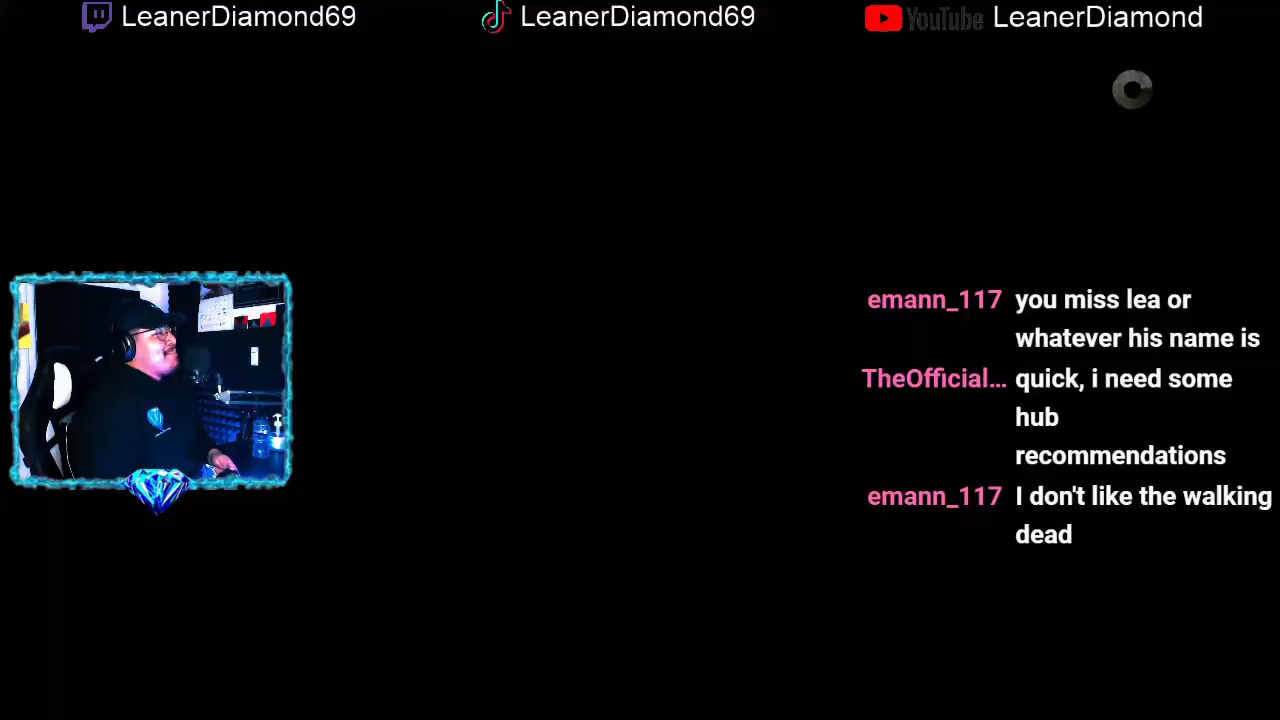 LeanerDiamond69
LeanerDiamond69
YouTube LeanerDiamond
emann_117 you miss lea or
whatever his name is
TheOfficial... quick, i need some
hub
recommendations
emann_117 I don't like the walking
dead